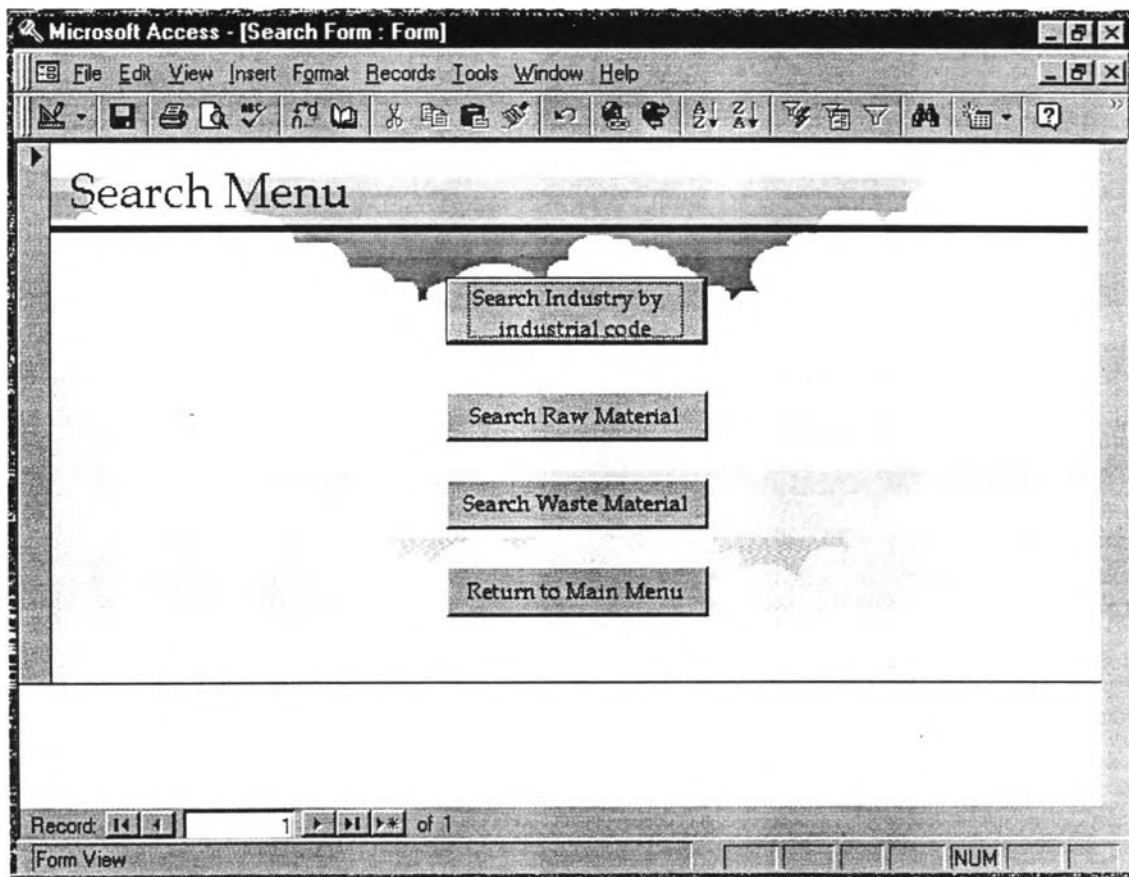 Microsoft Access - [Search Form : Form]
File Edit View Insert Format Records Tools Window Help
Search Menu
Search Industry by
industrial code
Search Raw Material
Search Waste Material
Return to Main Menu
Record: 1 of 1
Form View NUM